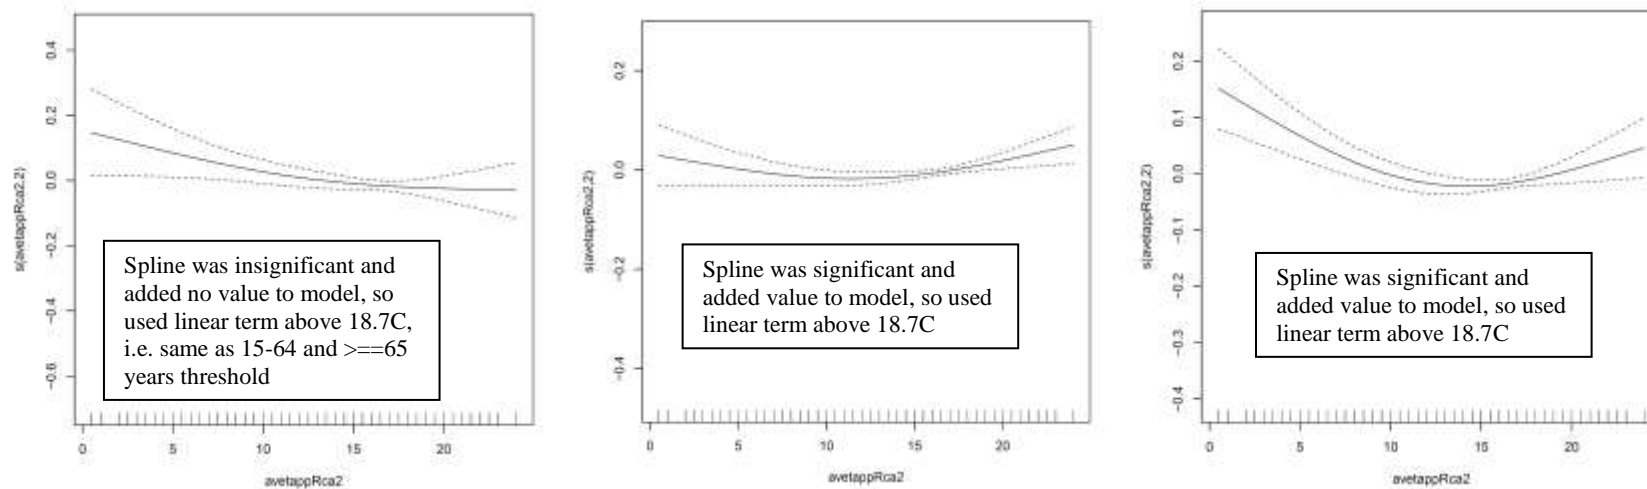 0.4
0.2
0.0
-0.2
-0.4
-0.6
s(avetappRca2,2)
Spline was insignificant and
added no value to model, so
used linear term above 18.7C,
i.e. same as 15-64 and >==65
years threshold
0 5 10 15 20
avetappRca2
0.2
0.0
-0.2
-0.4
s(avetappRca2,2)
Spline was significant and
added value to model, so used
linear term above 18.7C
0 5 10 15 20
avetappRca2
0.2
0.1
0.0
-0.1
-0.2
-0.3
-0.4
s(avetappRca2,2)
Spline was significant and
added value to model, so used
linear term above 18.7C
0 5 10 15 20
avetappRca2